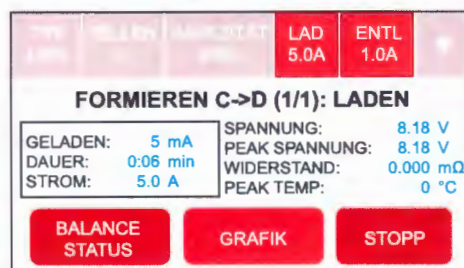 LAD ENTL
5.0A 1.0A
FORMIEREN C->D (1/1): LADEN
GELADEN: 5 mA
DAUER: 0:06 min
STROM: 5.0 A
SPANNUNG: 8.18 V
PEAK SPANNUNG: 8.18 V
WIDERSTAND: 0.000 mΩ
PEAK TEMP: 0 °C
BALANCE
STATUS
GRAFIK
STOPP